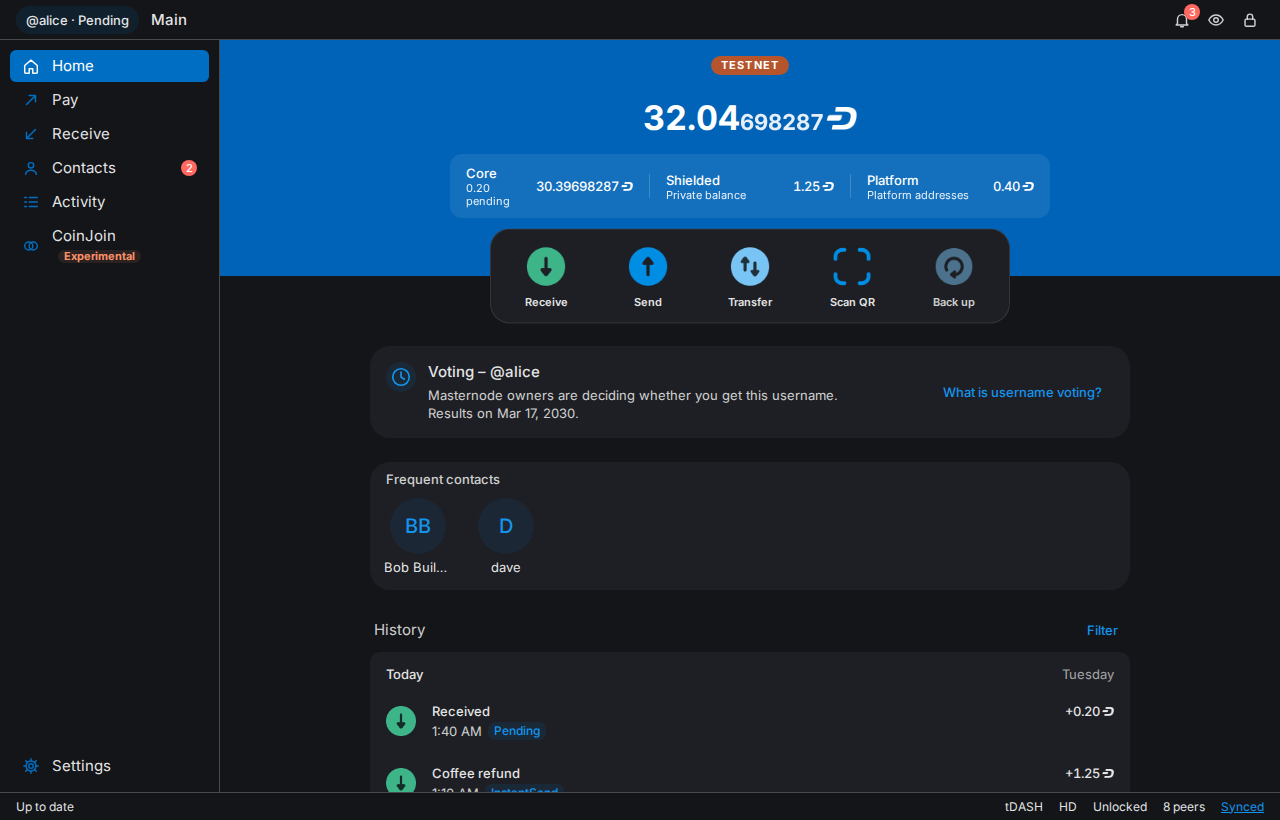 @alice · Pending
Main
3
Home
Pay
Receive
Contacts
2
Activity
CoinJoin
Experimental
Settings
TESTNET
32.04698287
Core
0.20
pending
30.39698287
Shielded
Private balance
1.25
Platform
Platform addresses
0.40
Receive
Send
Transfer
Scan QR
Back up
Voting – @alice
Masternode owners are deciding whether you get this username.
Results on Mar 17, 2030.
What is username voting?
Frequent contacts
BB
D
Bob Buil...
dave
History
Filter
Today
Tuesday
Received
+0.20
1:40 AM
Pending
Coffee refund
+1.25
1:19 AM
InstantSend
Up to date
tDASH
HD
Unlocked
8 peers
Synced